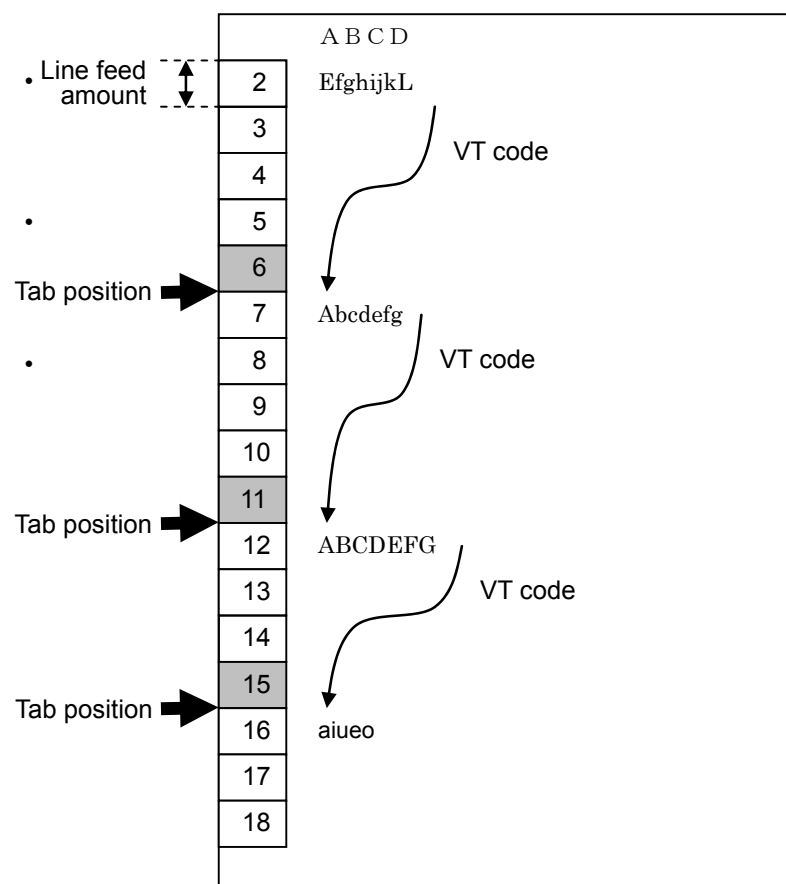 A B C D
• Line feed amount 2 EfghijkL
3
VT code
4
• 5
6
Tab position
7 Abcdefg
• 8 VT code
9
10
11
Tab position
12 ABCDEFG
13 VT code
14
15
Tab position
16 aiueo
17
18